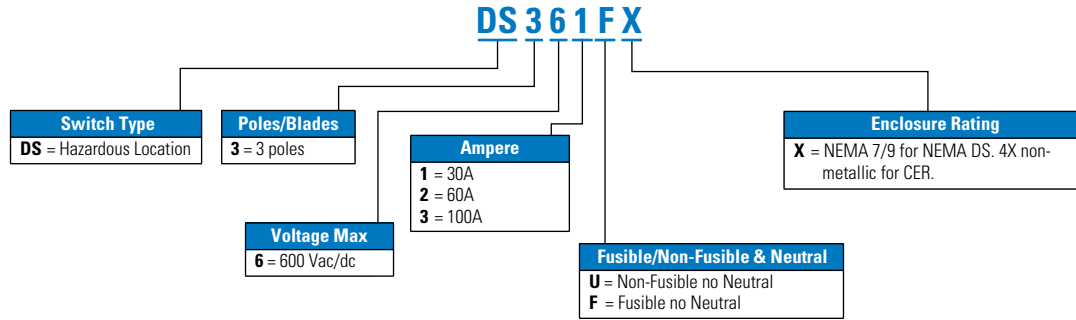 DS 3 6 1 F X
Switch Type
DS = Hazardous Location
Poles/Blades
3 = 3 poles
Voltage Max
6 = 600 Vac/dc
Ampere
1 = 30A
2 = 60A
3 = 100A
Fusible/Non-Fusible & Neutral
U = Non-Fusible no Neutral
F = Fusible no Neutral
Enclosure Rating
X = NEMA 7/9 for NEMA DS. 4X non-
metallic for CER.